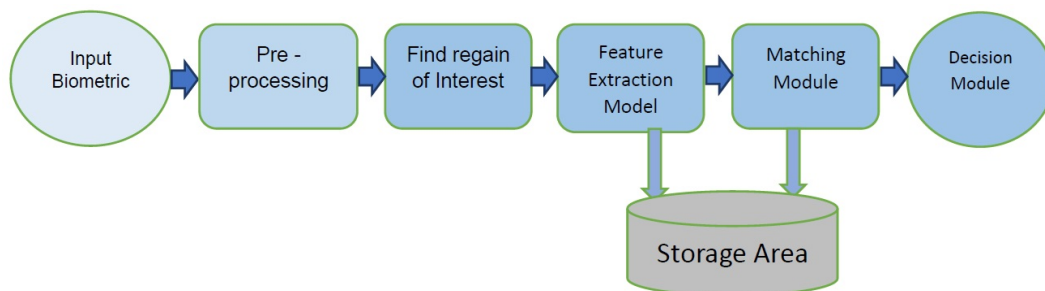 Input
Biometric
Pre -
processing
Find regain
of Interest
Feature
Extraction
Model
Matching
Module
Decision
Module
Storage Area